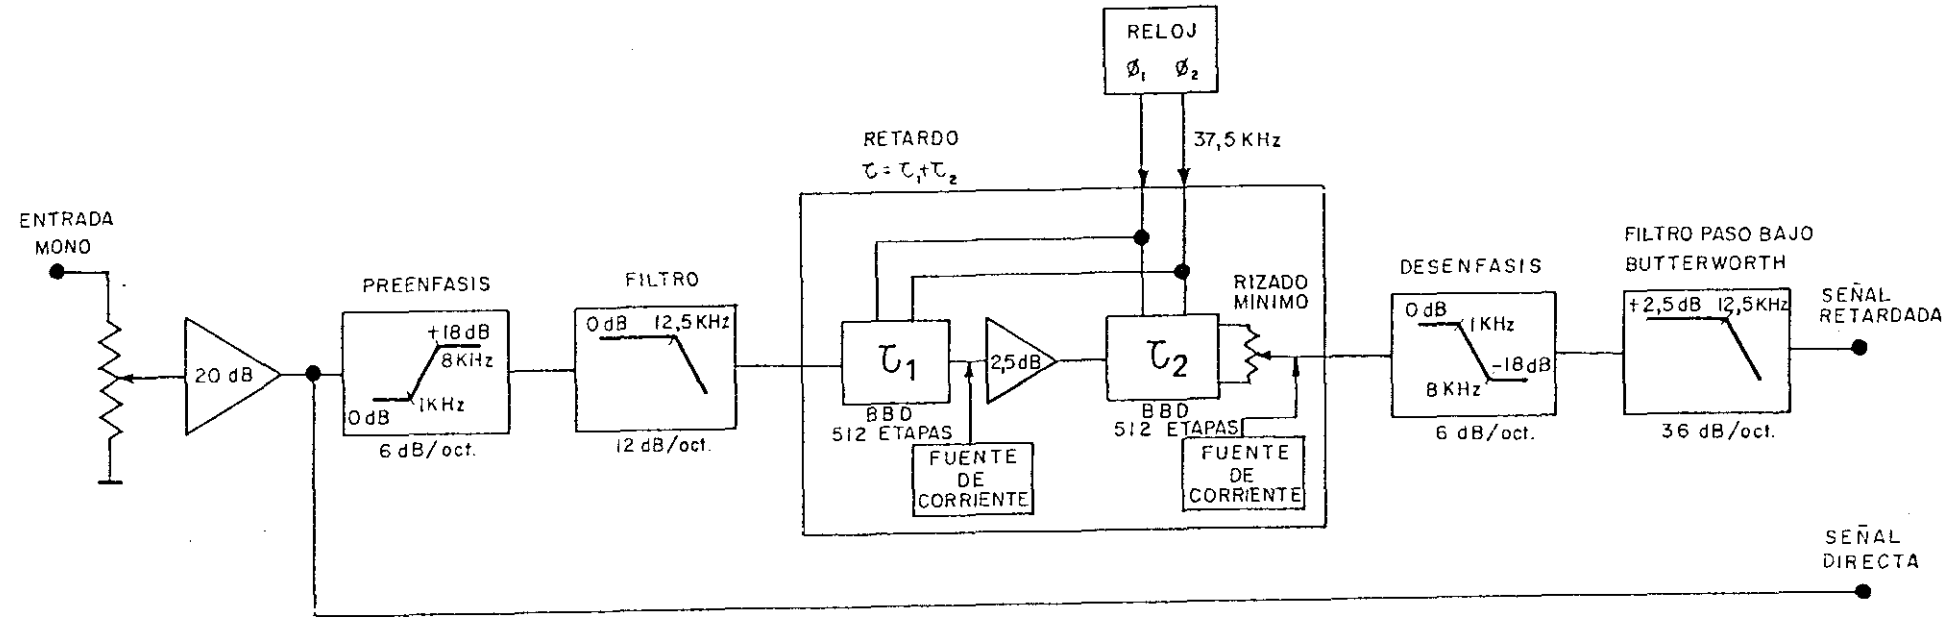 RELOJ
Ø₁ Ø₂
37,5 KHz
RETARDO
τ = τ₁+τ₂
ENTRADA
MONO
20 dB
PREENFASIS
+18 dB
8 KHz
1 KHz
0 dB
6 dB/oct.
FILTRO
0 dB 12,5 KHz
12 dB/oct.
τ₁
BBD
512 ETAPAS
FUENTE
DE
CORRIENTE
2,5 dB
τ₂
BBD
512 ETAPAS
RIZADO
MINIMO
FUENTE
DE
CORRIENTE
DESENFASIS
0 dB
1 KHz
-18 dB
8 KHz
6 dB/oct.
FILTRO PASO BAJO
BUTTERWORTH
+2,5 dB 12,5 KHz
36 dB/oct.
SEÑAL
RETARDADA
SEÑAL
DIRECTA